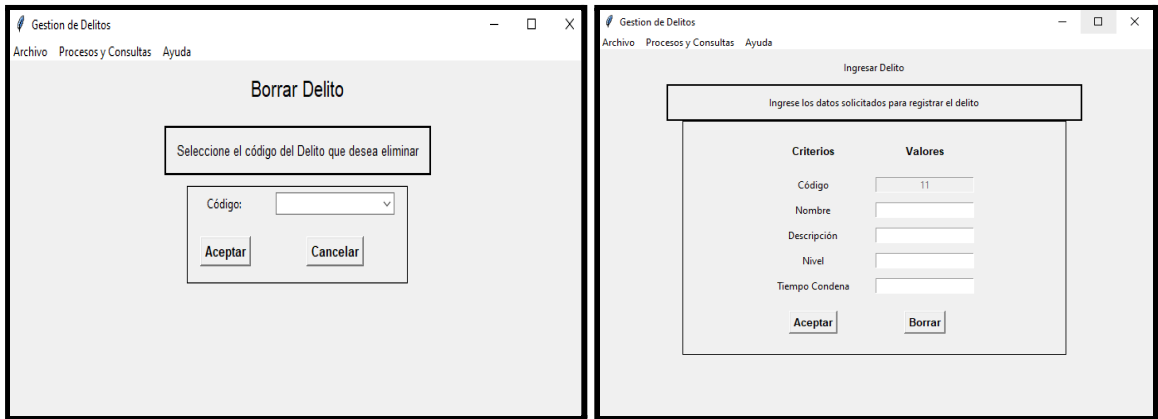 Gestion de Delitos
Archivo Procesos y Consultas Ayuda
Borrar Delito
Seleccione el código del Delito que desea eliminar
Código:
Aceptar Cancelar
Gestion de Delitos
Archivo Procesos y Consultas Ayuda
Ingresar Delito
Ingrese los datos solicitados para registrar el delito
Criterios Valores
Código 11
Nombre
Descripción
Nivel
Tiempo Condena
Aceptar Borrar